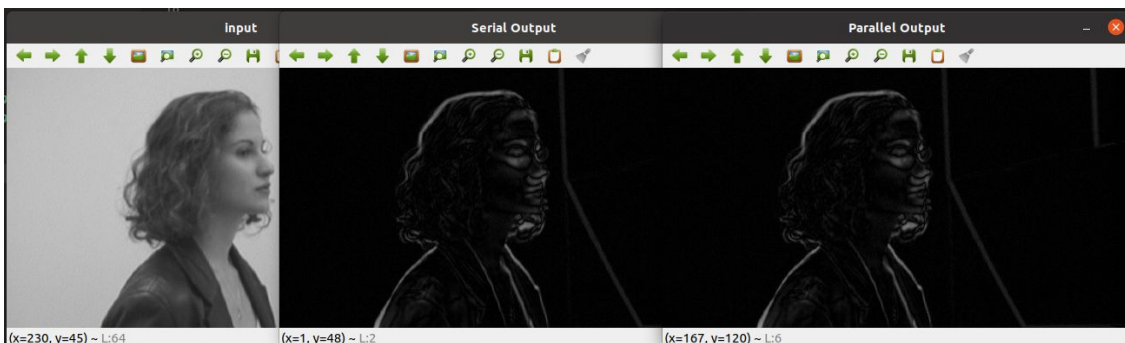 input
Serial Output
Parallel Output
(x=230, y=45) ~ L:64
(x=1, y=48) ~ L:2
(x=167, y=120) ~ L:6